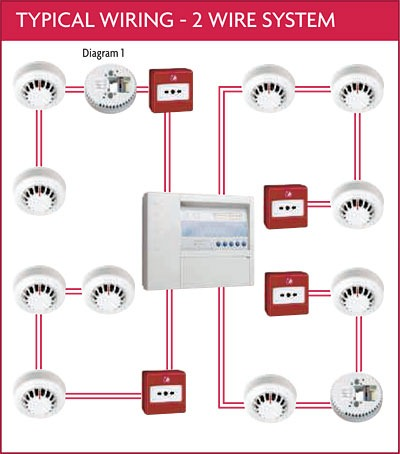 TYPICAL WIRING - 2 WIRE SYSTEM
Diagram 1